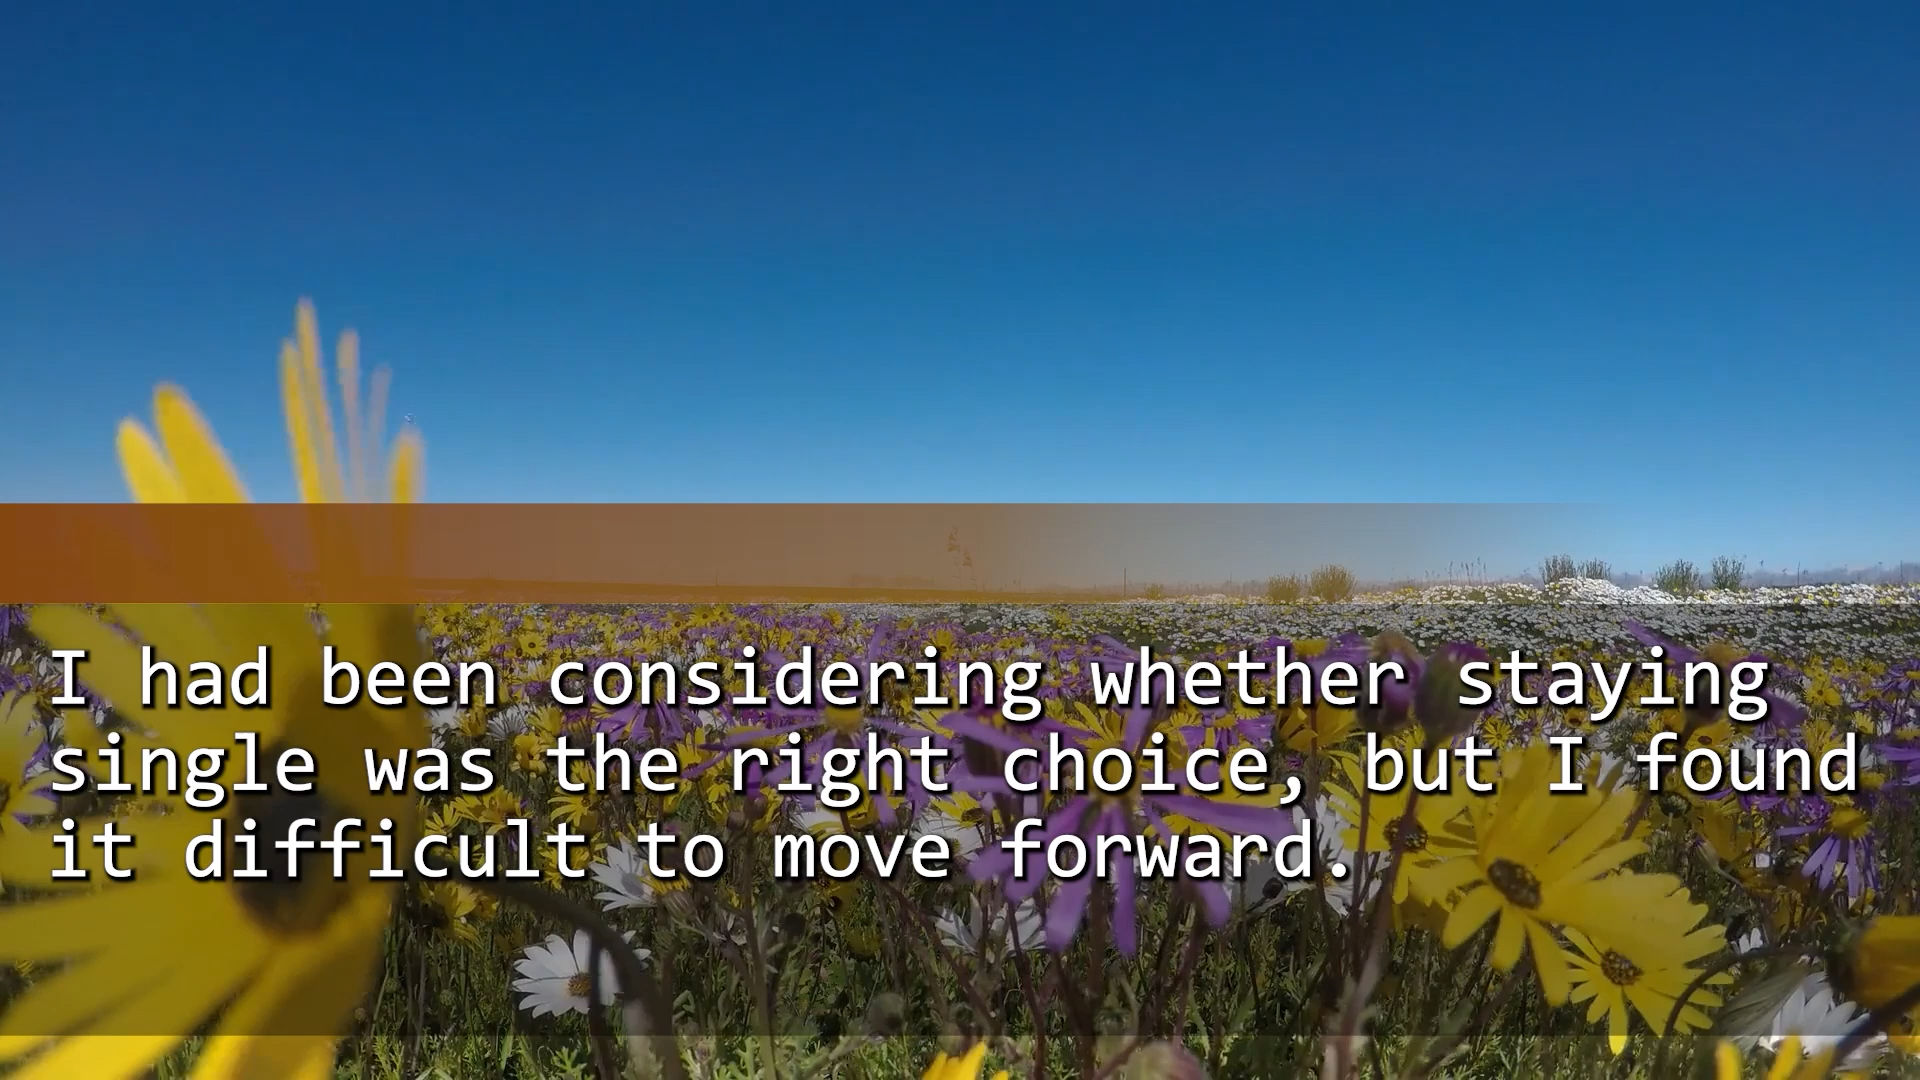 I had been considering whether staying
single was the right choice, but I found
it difficult to move forward.